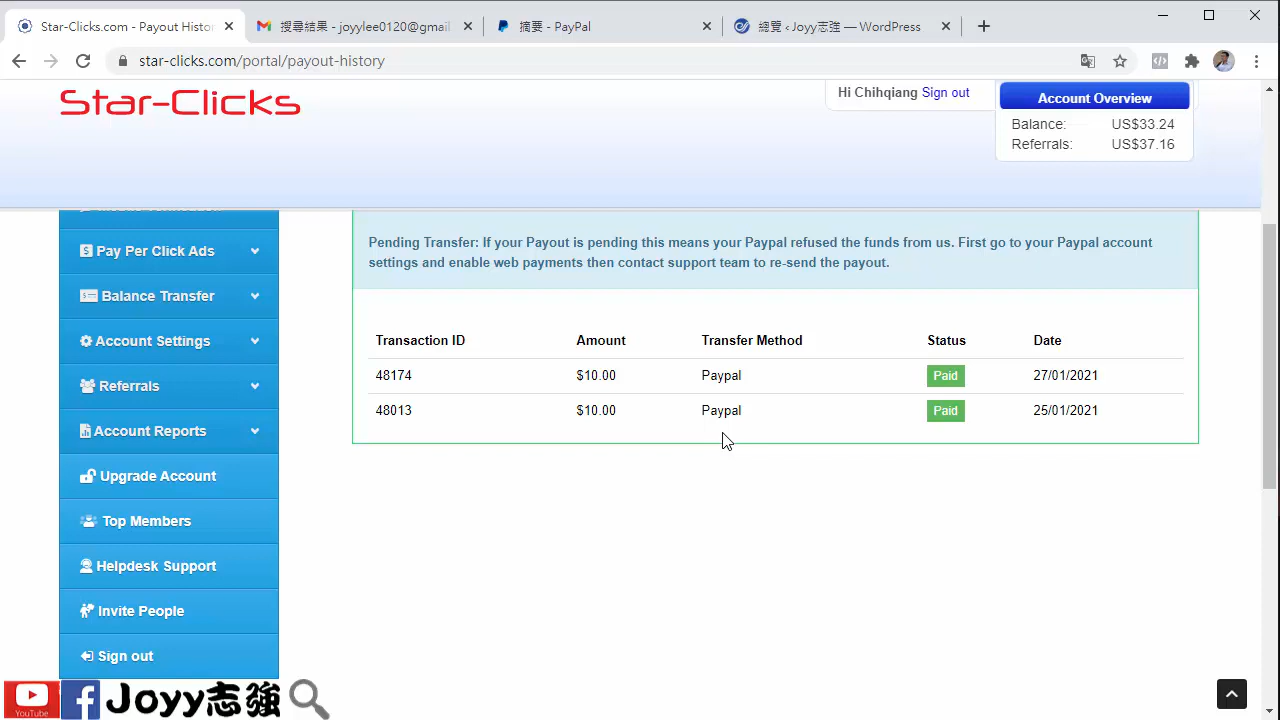 Star-Clicks.com - Payout Histo
搜尋結果 - joyylee0120@gmail
摘要 - PayPal
總覽 ‹ Joyy志強 — WordPress
star-clicks.com/portal/payout-history
Star-Clicks
Hi Chihqiang Sign out
Account Overview
Balance: US$33.24
Referrals: US$37.16
Pay Per Click Ads
Balance Transfer
Account Settings
Referrals
Account Reports
Upgrade Account
Top Members
Helpdesk Support
Invite People
Sign out
Pending Transfer: If your Payout is pending this means your Paypal refused the funds from us. First go to your Paypal account
settings and enable web payments then contact support team to re-send the payout.
Transaction ID Amount Transfer Method Status Date
48174 $10.00 Paypal Paid 27/01/2021
48013 $10.00 Paypal Paid 25/01/2021
YouTube
Joyy志強